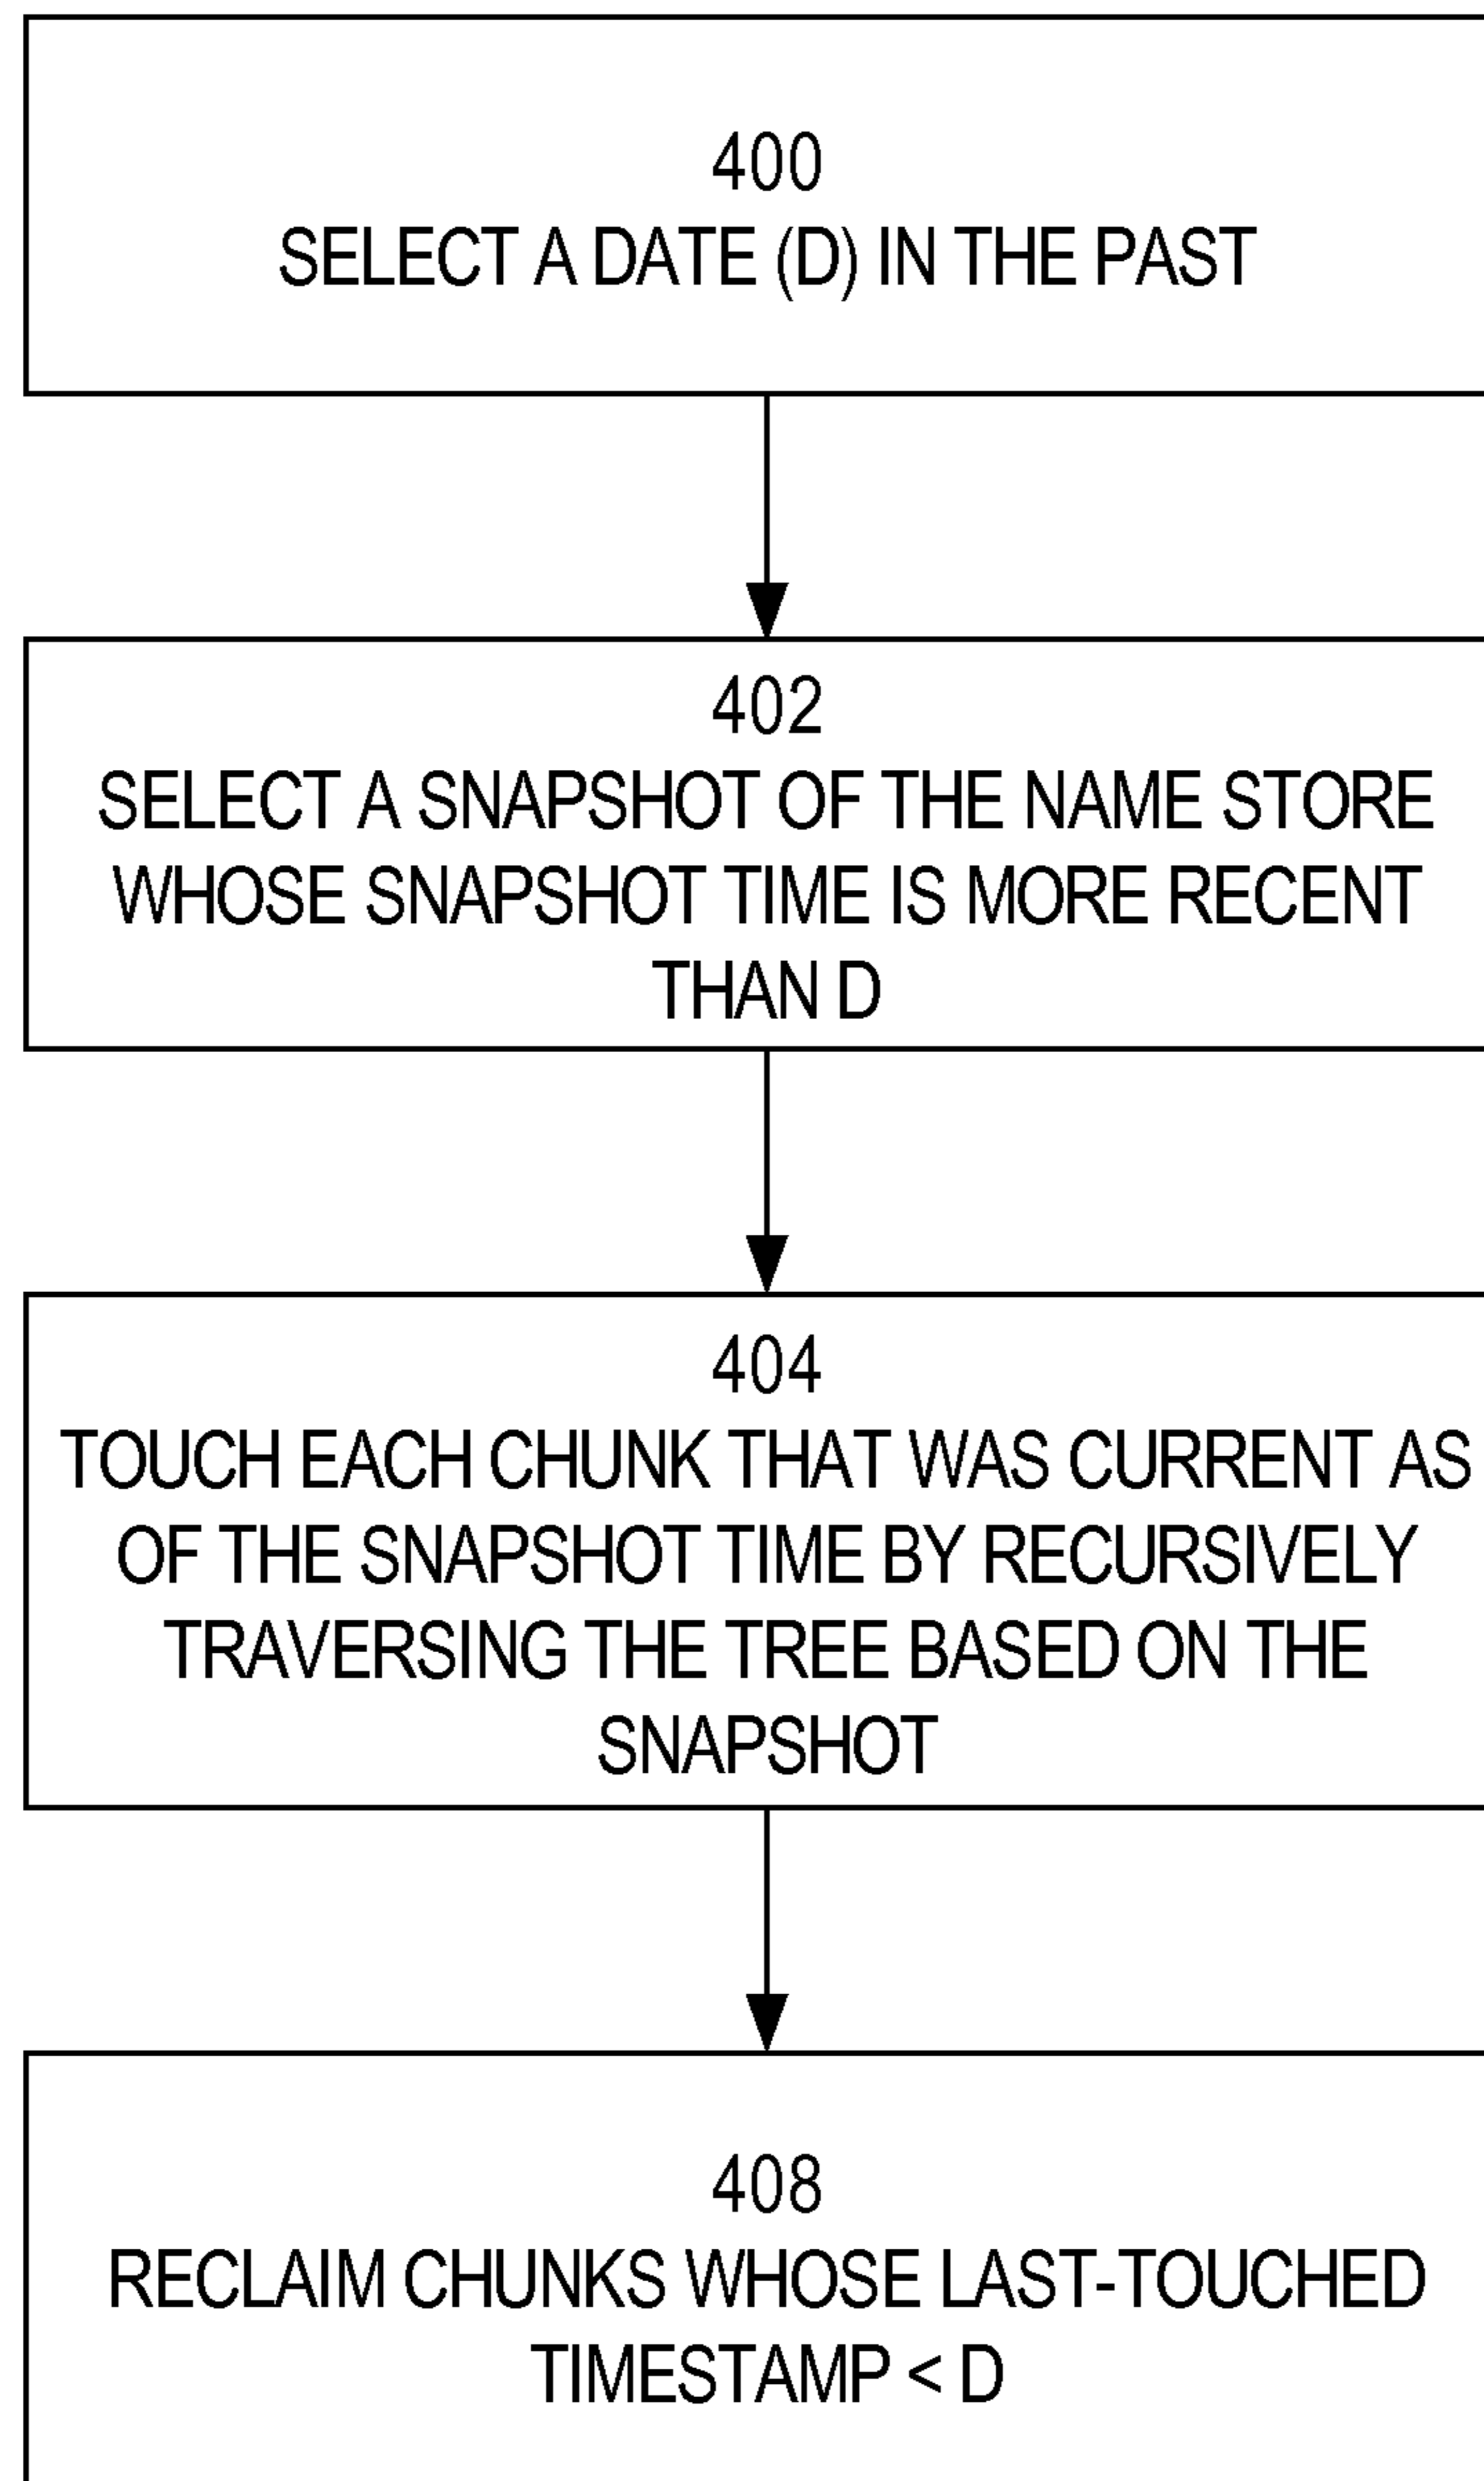 400
SELECT A DATE (D) IN THE PAST
402
SELECT A SNAPSHOT OF THE NAME STORE
WHOSE SNAPSHOT TIME IS MORE RECENT
THAN D
404
TOUCH EACH CHUNK THAT WAS CURRENT AS
OF THE SNAPSHOT TIME BY RECURSIVELY
TRAVERSING THE TREE BASED ON THE
SNAPSHOT
408
RECLAIM CHUNKS WHOSE LAST-TOUCHED
TIMESTAMP < D